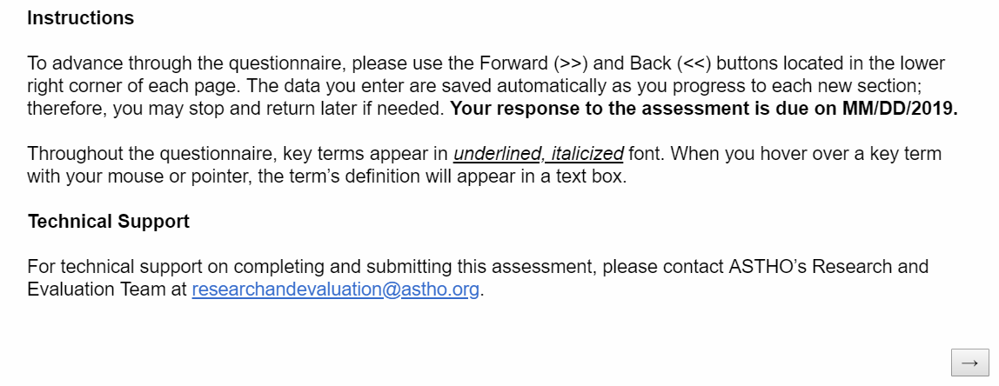 Instructions
To advance through the questionnaire, please use the Forward (>>) and Back (<<) buttons located in the lower
right corner of each page. The data you enter are saved automatically as you progress to each new section;
therefore, you may stop and return later if needed. Your response to the assessment is due on MM/DD/2019.
Throughout the questionnaire, key terms appear in underlined, italicized font. When you hover over a key term
with your mouse or pointer, the term’s definition will appear in a text box.
Technical Support
For technical support on completing and submitting this assessment, please contact ASTHO’s Research and
Evaluation Team at researchandevaluation@astho.org.
→